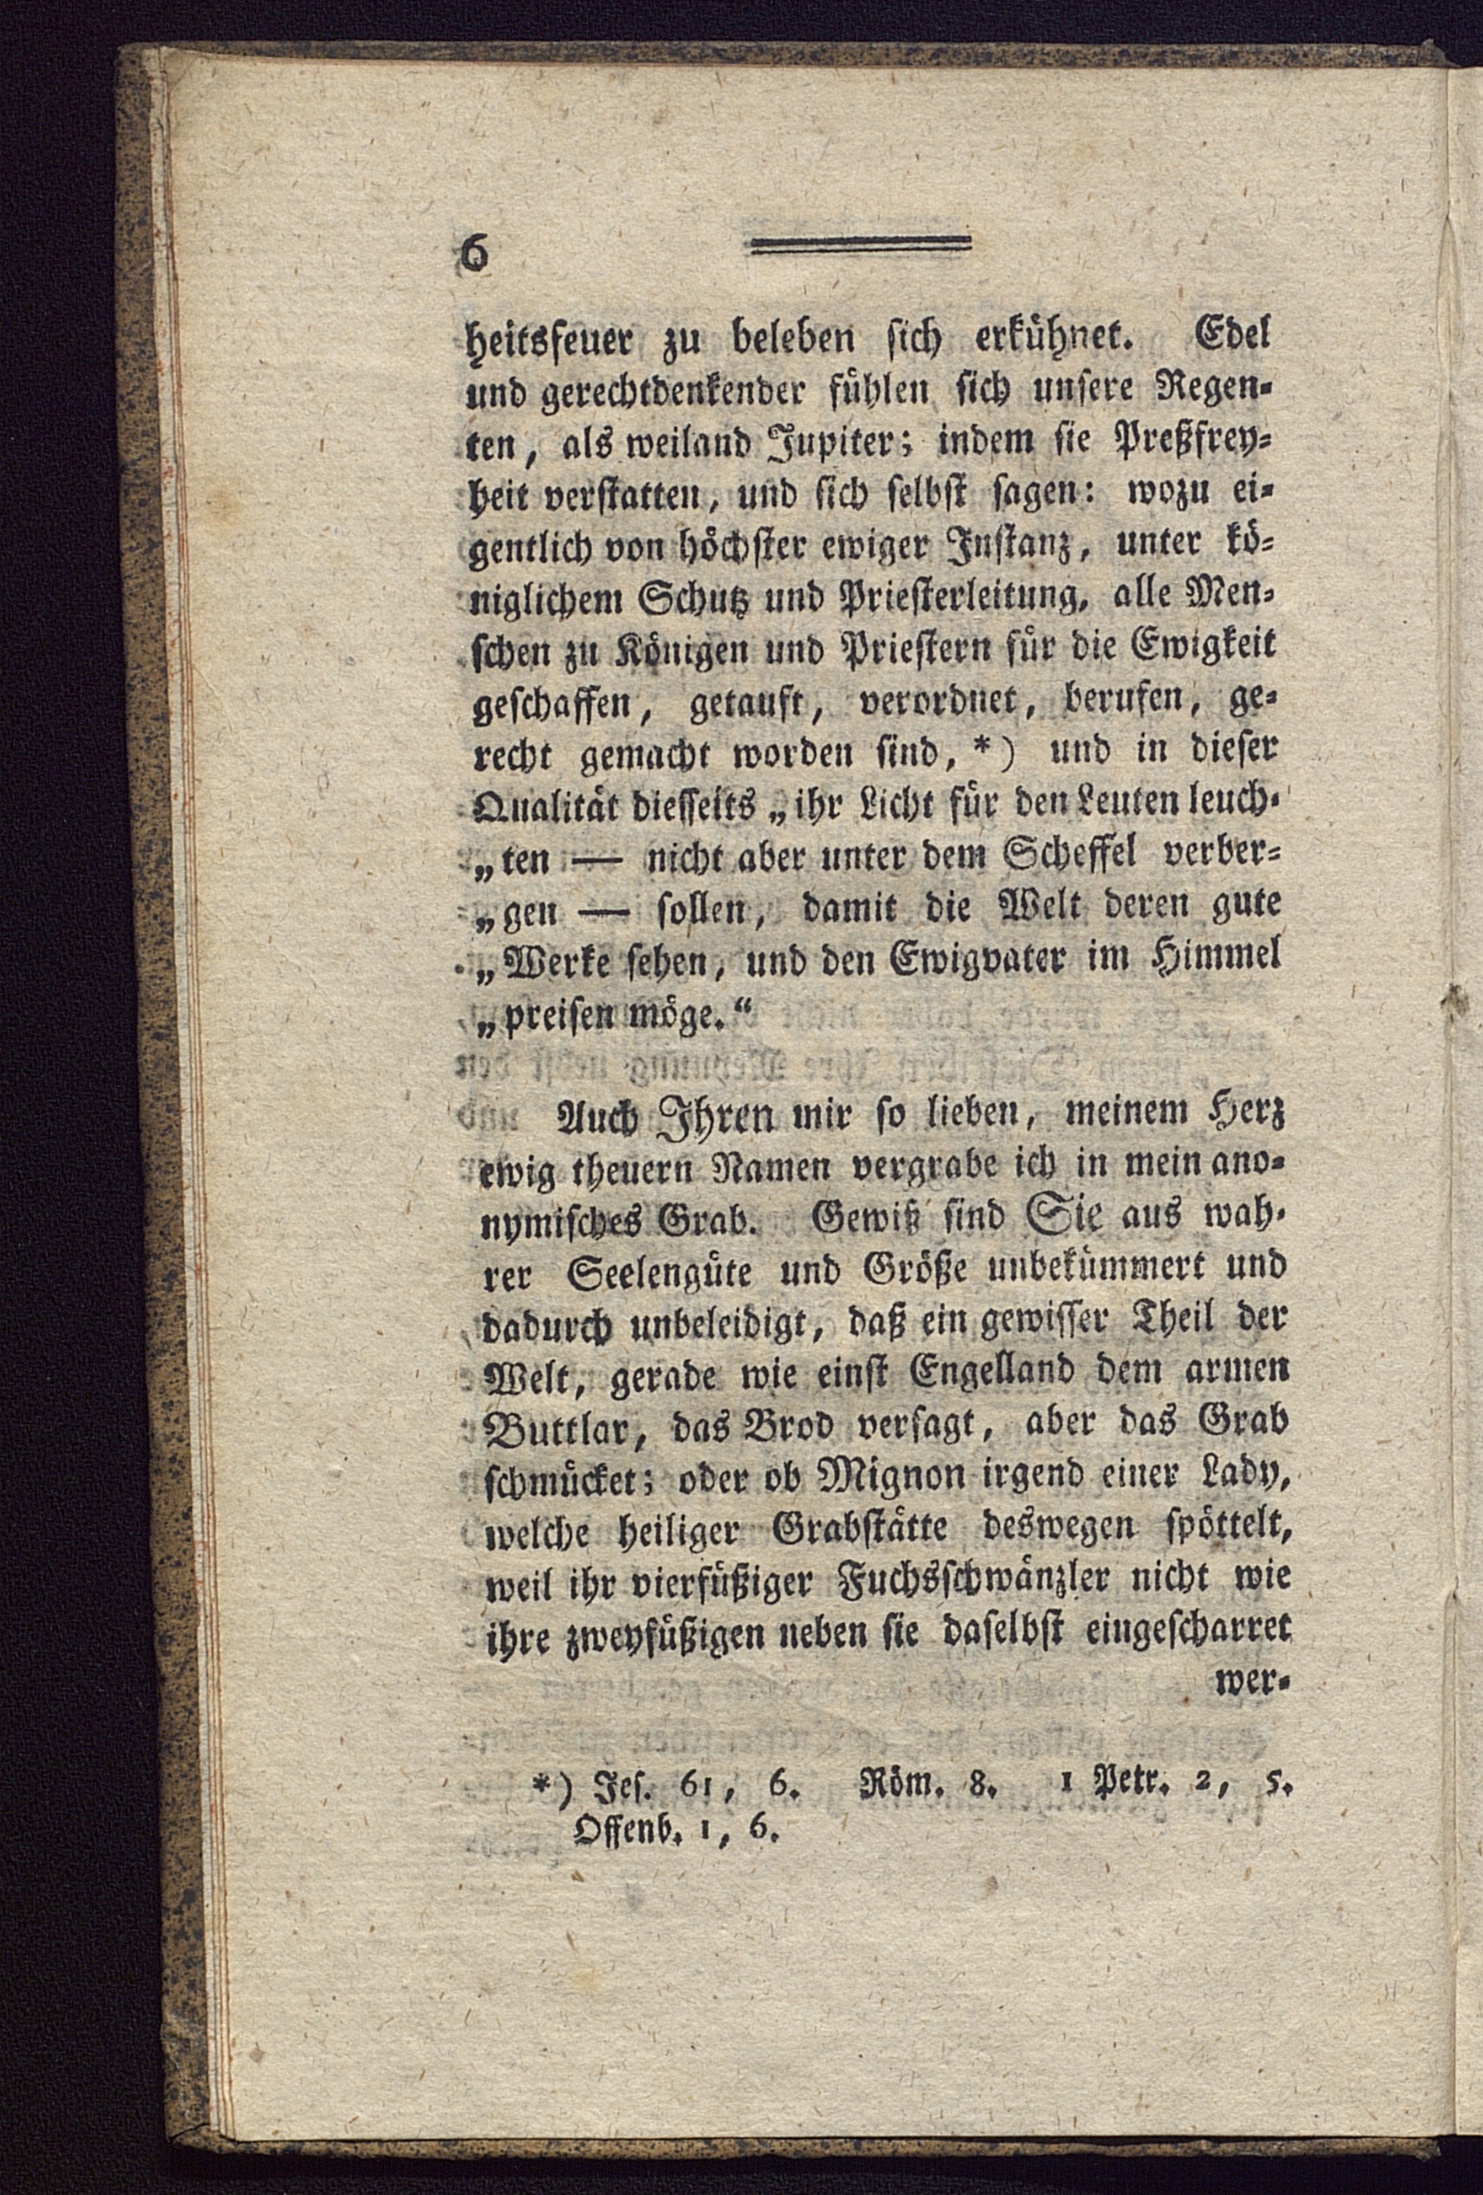 6
heitsfeuer zu beleben sich erkühnet. Edel
und gerechtdenkender fühlen sich unsere Regen-
ten, als weiland Jupiter; indem sie Preßfrey-
heit verstatten, und sich selbst sagen: wozu ei-
gentlich von höchster ewiger Instanz, unter kö-
niglichem Schutz und Priesterleitung, alle Men-
schen zu Königen und Priestern für die Ewigkeit
geschaffen, getauft, verordnet, berufen, ge-
recht gemacht worden sind, *) und in dieser
Qualität diesseits „ihr Licht für den Leuten leuch-
„ten — nicht aber unter dem Scheffel verber-
„gen — sollen, damit die Welt deren gute
„Werke sehen, und den Ewigvater im Himmel
„preisen möge.“
Auch Ihren mir so lieben, meinem Herz
ewig theuern Namen vergrabe ich in mein ano-
nymisches Grab. Gewiß sind Sie aus wah-
rer Seelengüte und Größe unbekümmert und
dadurch unbeleidigt, daß ein gewisser Theil der
Welt, gerade wie einst Engelland dem armen
Buttlar, das Brod versagt, aber das Grab
schmücket; oder ob Mignon irgend einer Lady,
welche heiliger Grabstätte deswegen spöttelt,
weil ihr vierfüßiger Fuchsschwänzler nicht wie
ihre zweyfüßigen neben sie daselbst eingescharret
wer-
*) Jes. 61, 6. Röm. 8. 1 Petr. 2, 5.
Offenb. 1, 6.